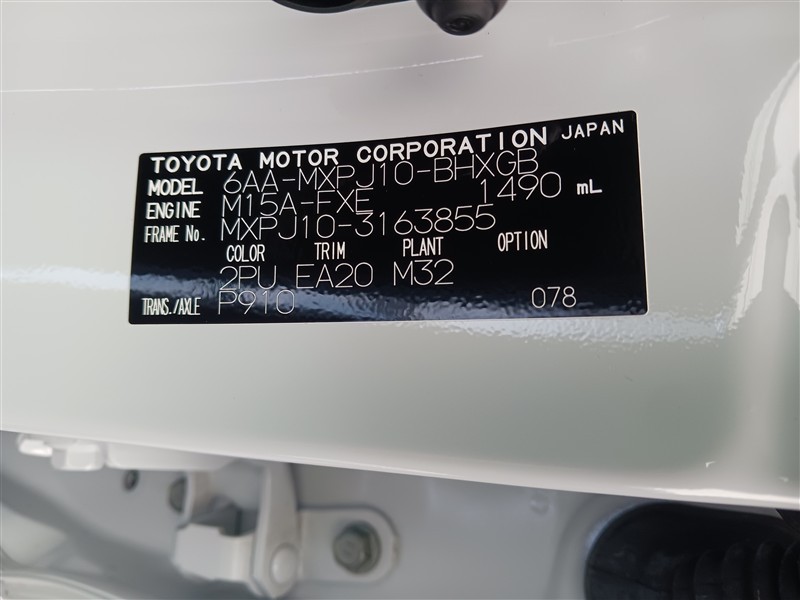 TOYOTA MOTOR CORPORATION JAPAN
MODEL 6AA-MXPJ10-BHXGB
ENGINE M15A-FXE 1490 mL
FRAME No. MXPJ10-3163855
COLOR TRIM PLANT OPTION
2PU EA20 M32
TRANS./AXLE P910 078